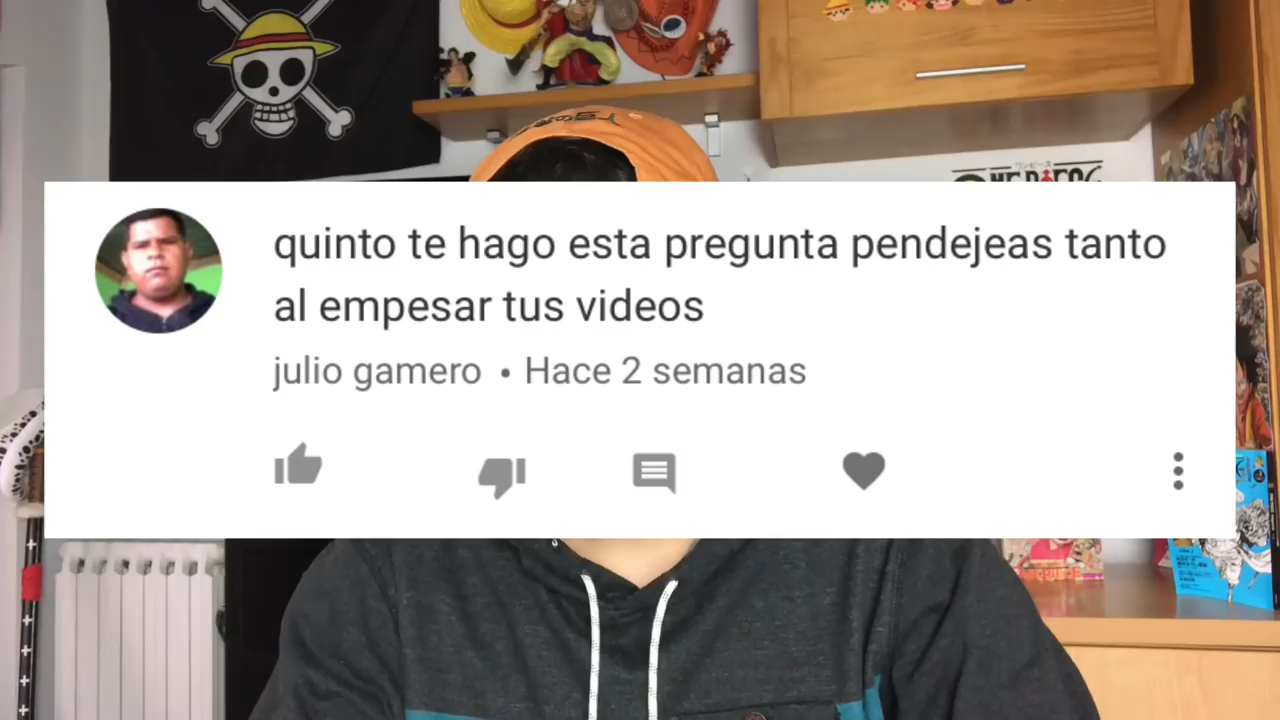 quinto te hago esta pregunta pendejeas tanto
al empesar tus videos
julio gamero • Hace 2 semanas